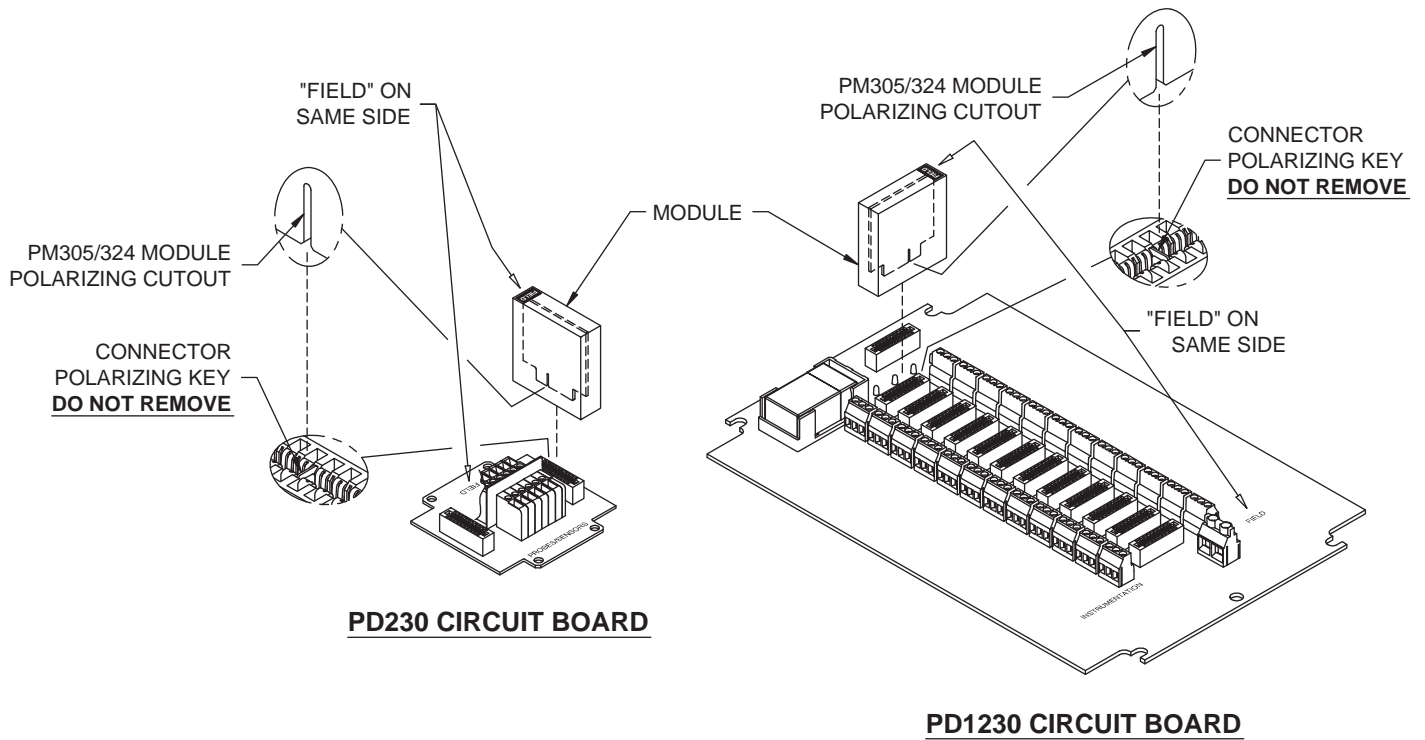 "FIELD" ON
SAME SIDE
PM305/324 MODULE
POLARIZING CUTOUT
CONNECTOR
POLARIZING KEY
DO NOT REMOVE
MODULE
FIELD
PROBES/SENSORS
PD230 CIRCUIT BOARD
PM305/324 MODULE
POLARIZING CUTOUT
CONNECTOR
POLARIZING KEY
DO NOT REMOVE
"FIELD" ON
SAME SIDE
FIELD
INSTRUMENTATION
PD1230 CIRCUIT BOARD